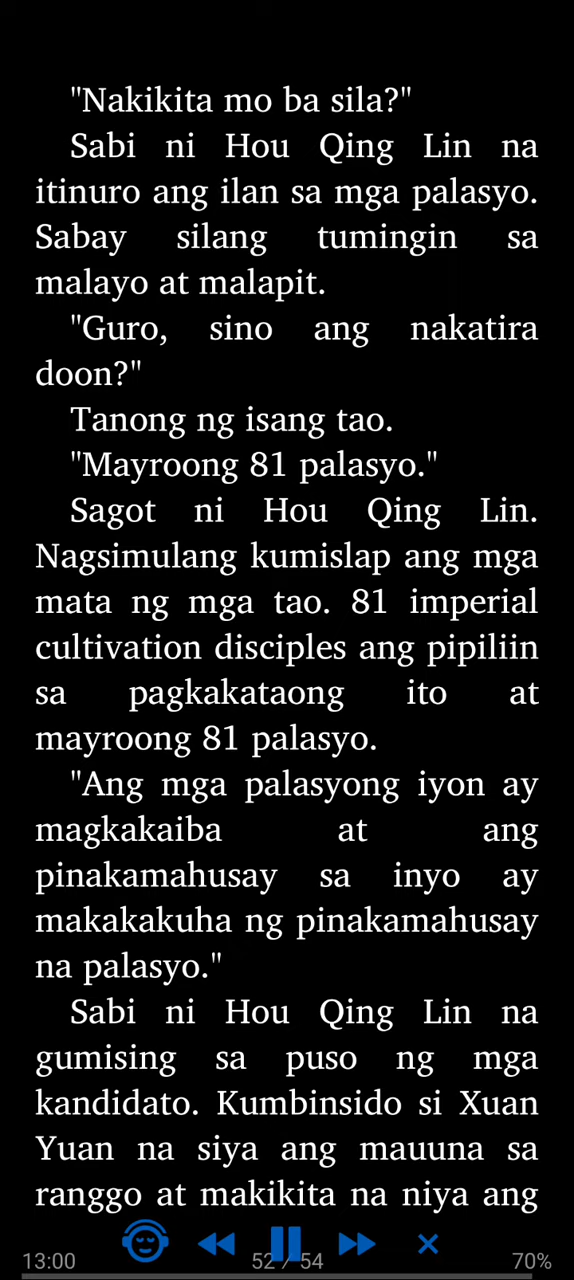 "Nakikita mo ba sila?"
Sabi ni Hou Qing Lin na
itinuro ang ilan sa mga palasyo.
Sabay silang tumingin sa
malayo at malapit.
"Guro, sino ang nakatira
doon?"
Tanong ng isang tao.
"Mayroong 81 palasyo."
Sagot ni Hou Qing Lin.
Nagsimulang kumislap ang mga
mata ng mga tao. 81 imperial
cultivation disciples ang pipiliin
sa pagkakataong ito at
mayroong 81 palasyo.
"Ang mga palasyong iyon ay
magkakaiba at ang
pinakamahusay sa inyo ay
makakakuha ng pinakamahusay
na palasyo."
Sabi ni Hou Qing Lin na
gumising sa puso ng mga
kandidato. Kumbinsido si Xuan
Yuan na siya ang mauuna sa
ranggo at makikita na niya ang
13:00 52 / 54 70%